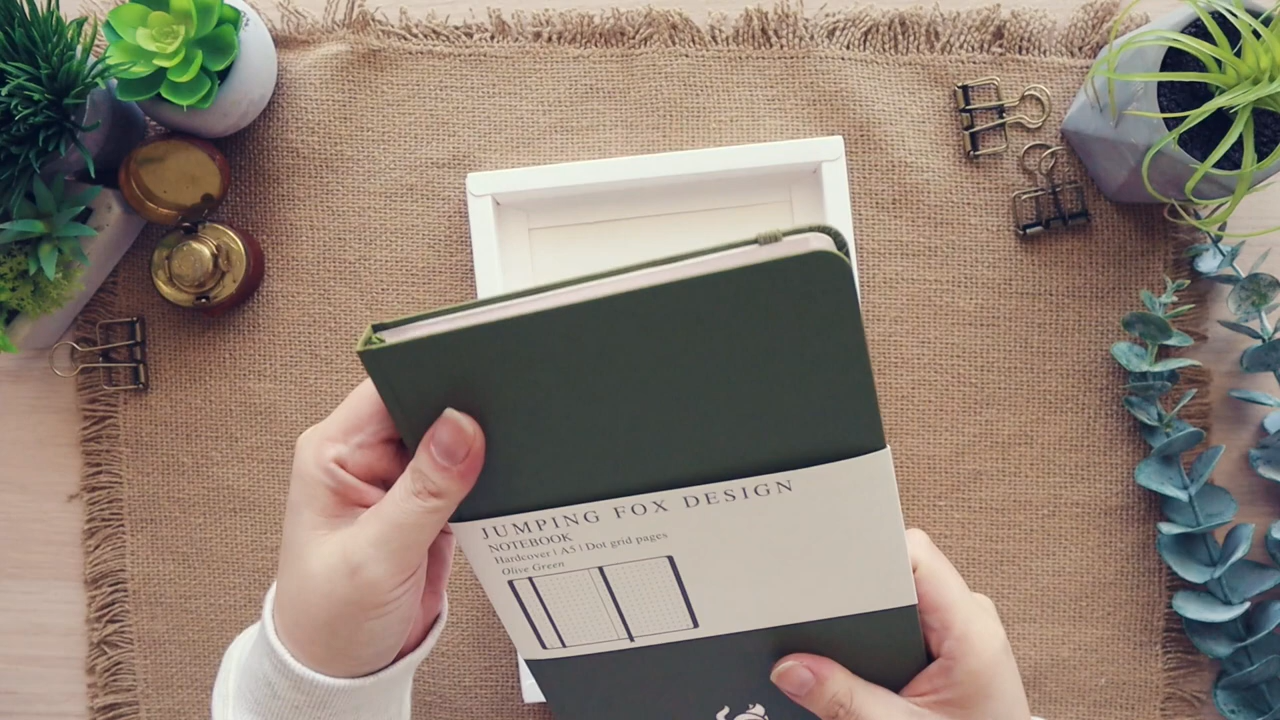 JUMPING FOX DESIGN
NOTEBOOK
Hardcover | A5 | Dot grid pages
Olive Green